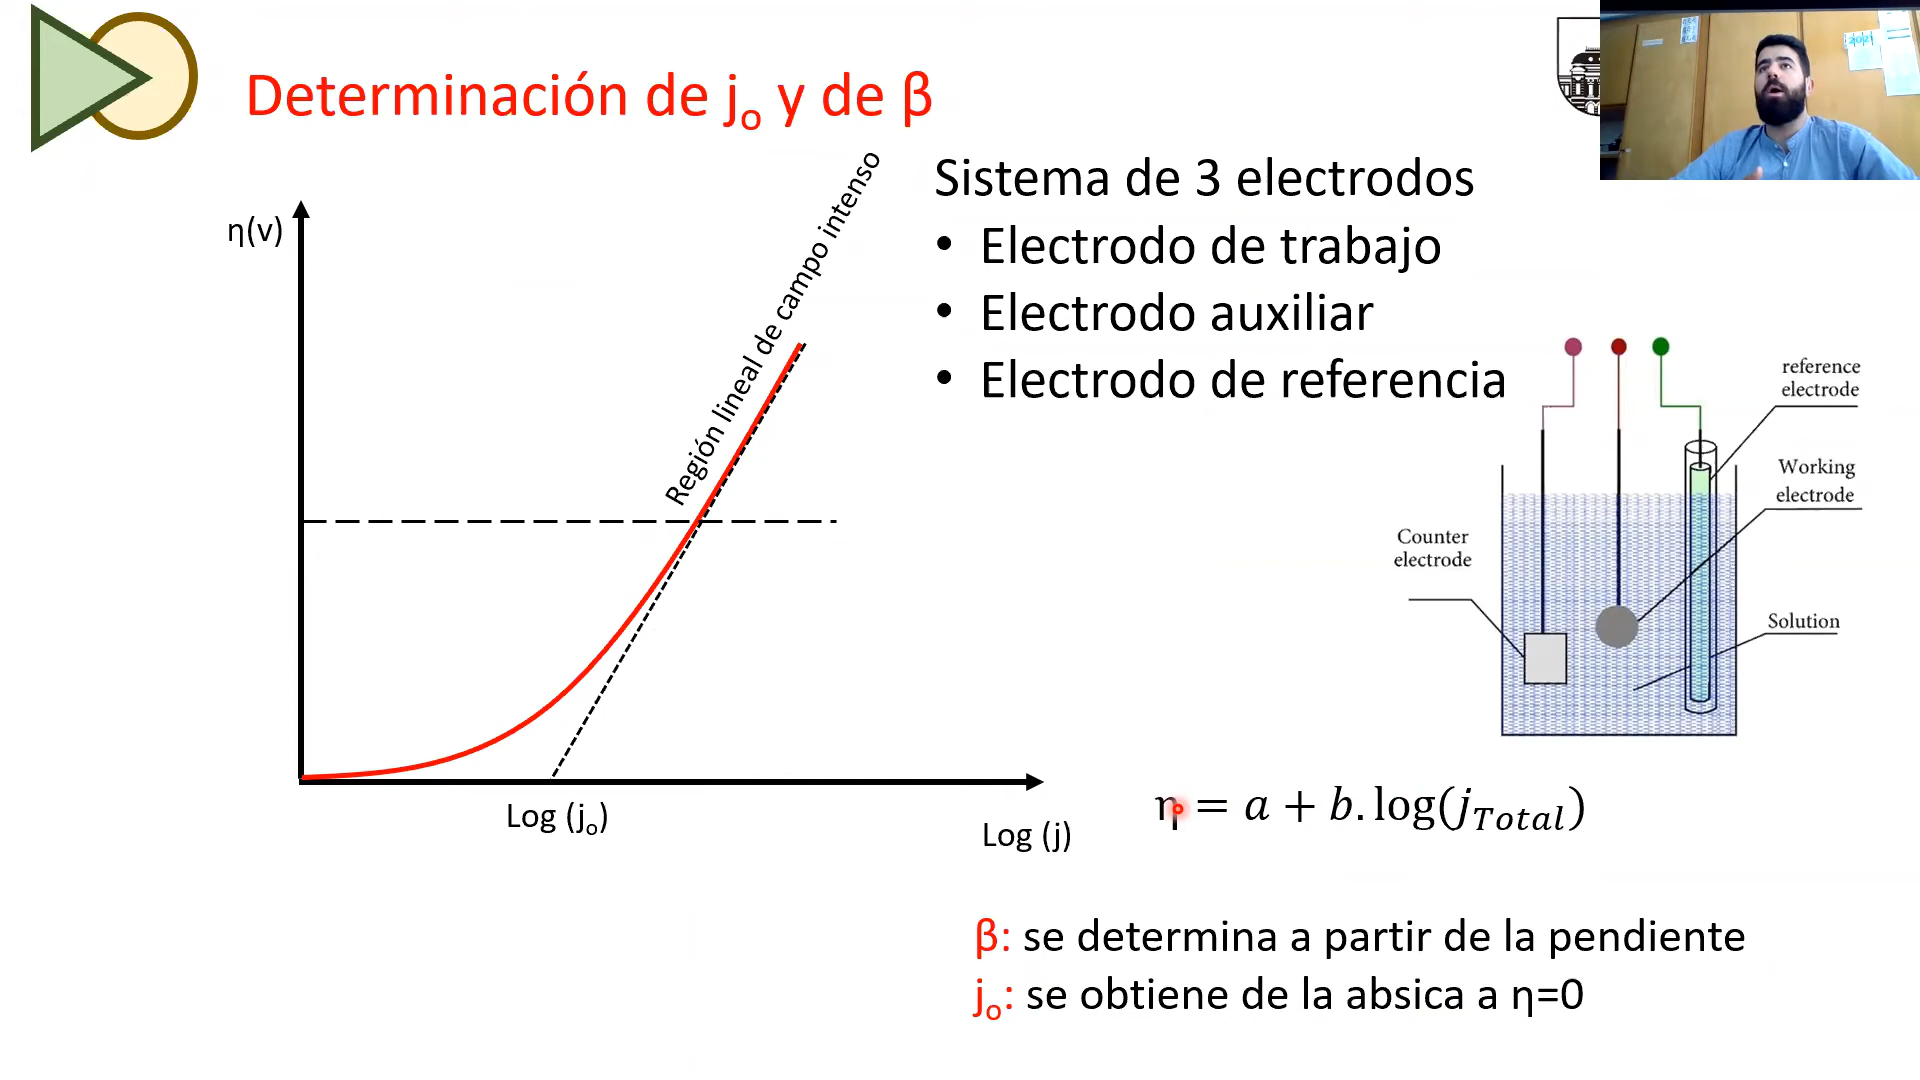 Determinación de jₒ y de β
η(v)
Región lineal de campo intenso
Log (jₒ)
Log (j)
Sistema de 3 electrodos
• Electrodo de trabajo
• Electrodo auxiliar
• Electrodo de referencia
reference
electrode
Working
electrode
Counter
electrode
Solution
η = a + b.log(j_Total)
β: se determina a partir de la pendiente
jₒ: se obtiene de la absica a η=0